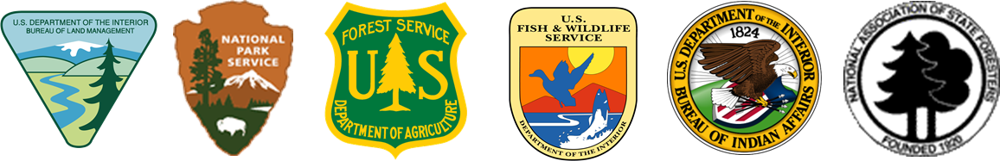 U.S. DEPARTMENT OF THE INTERIOR
BUREAU OF LAND MANAGEMENT
NATIONAL
PARK
SERVICE
FOREST SERVICE
U S
DEPARTMENT OF AGRICULTURE
U.S.
FISH & WILDLIFE
SERVICE
DEPARTMENT OF THE INTERIOR
U.S. DEPARTMENT OF THE INTERIOR
1824
BUREAU OF INDIAN AFFAIRS
NATIONAL ASSOCIATION OF STATE FORESTERS
FOUNDED 1920